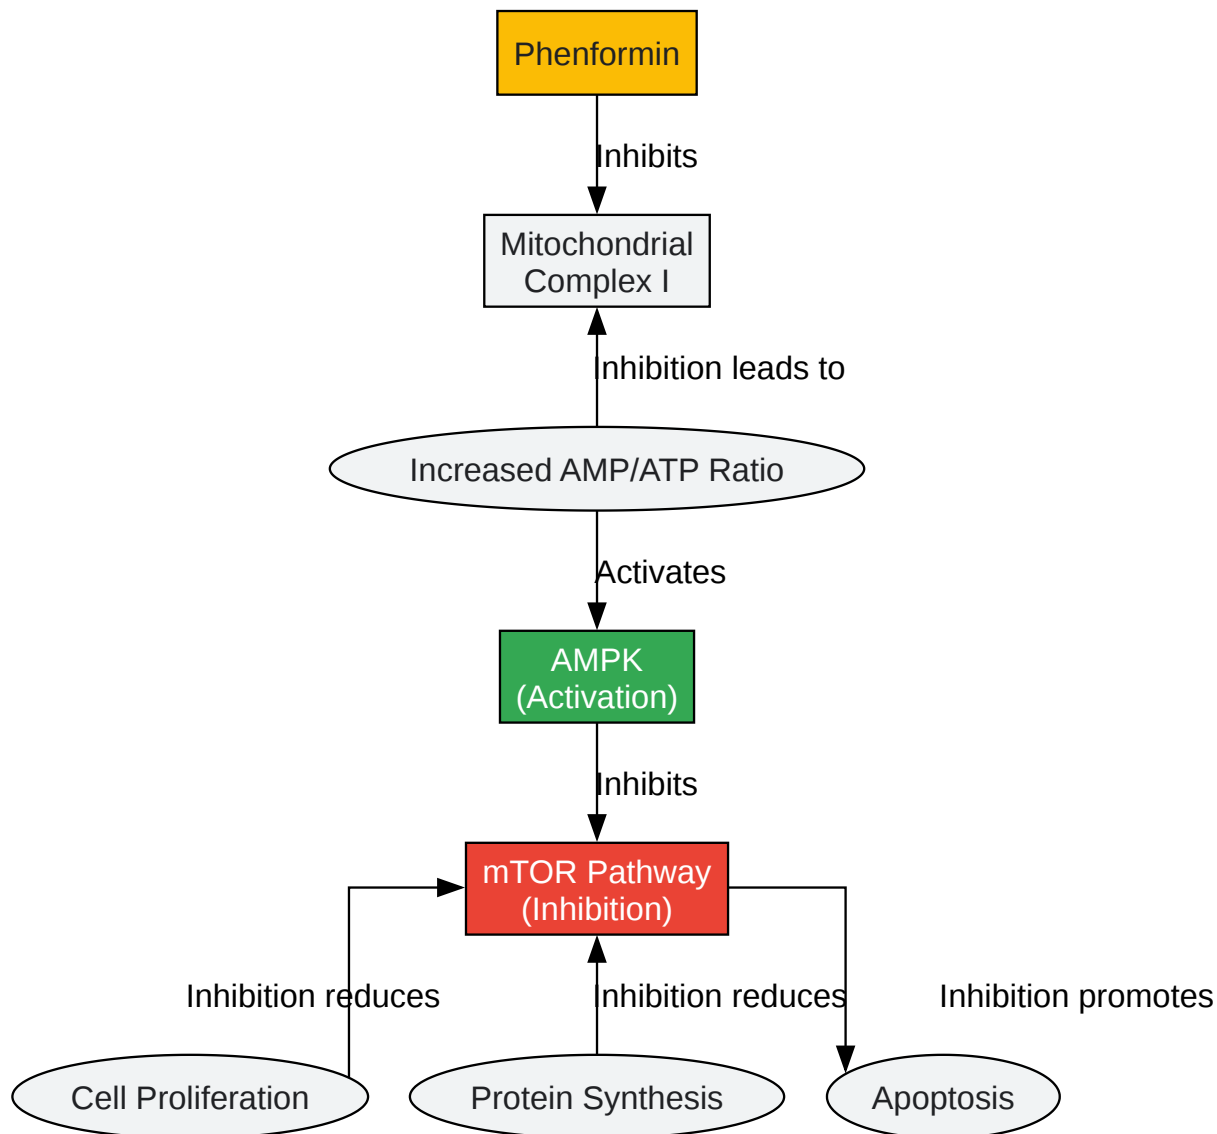 Phenformin
Inhibits
Mitochondrial
Complex I
Inhibition leads to
Increased AMP/ATP Ratio
Activates
AMPK
(Activation)
Inhibits
mTOR Pathway
(Inhibition)
Inhibition reduces
Inhibition reduces
Inhibition promotes
Cell Proliferation
Protein Synthesis
Apoptosis